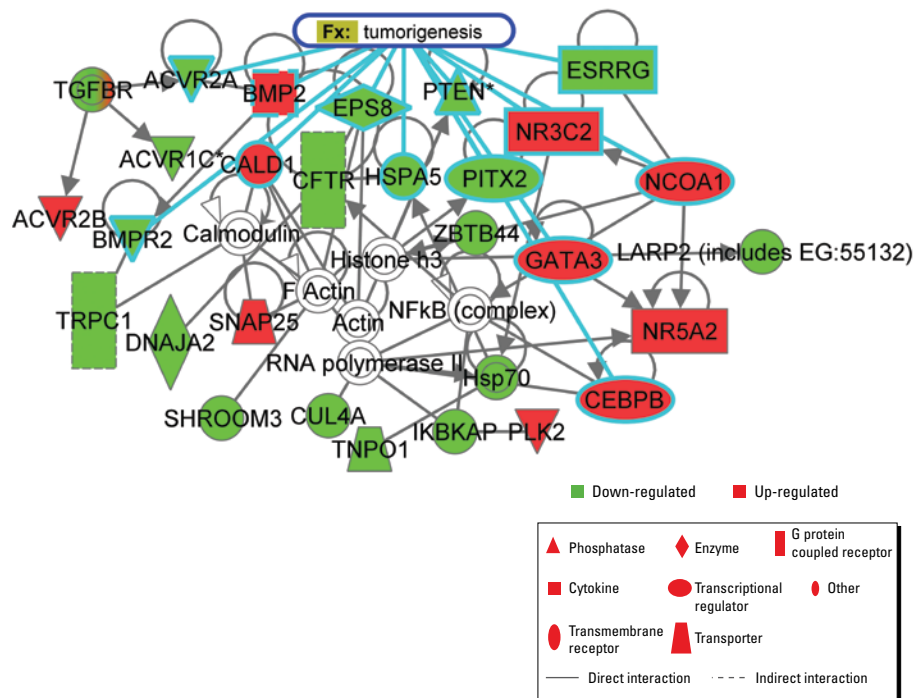 Fx: tumorigenesis
ESRRG
TGFBR
ACVR2A
BMP2
EPS8
PTEN*
NR3C2
ACVR1C*
CALD1
CFTR
HSPA5
PITX2
NCOA1
ACVR2B
BMPR2
Calmodulin
ZBTB44
Histone h3
GATA3
LARP2 (includes EG:55132)
F Actin
TRPC1
SNAP25
Actin
NFkB (complex)
DNAJA2
NR5A2
RNA polymerase II
Hsp70
CEBPB
SHROOM3
CUL4A
TNPO1
IKBKAP
PLK2
Down-regulated
Up-regulated
Phosphatase
Enzyme
G protein
coupled receptor
Cytokine
Transcriptional
regulator
Other
Transmembrane
receptor
Transporter
Direct interaction
Indirect interaction